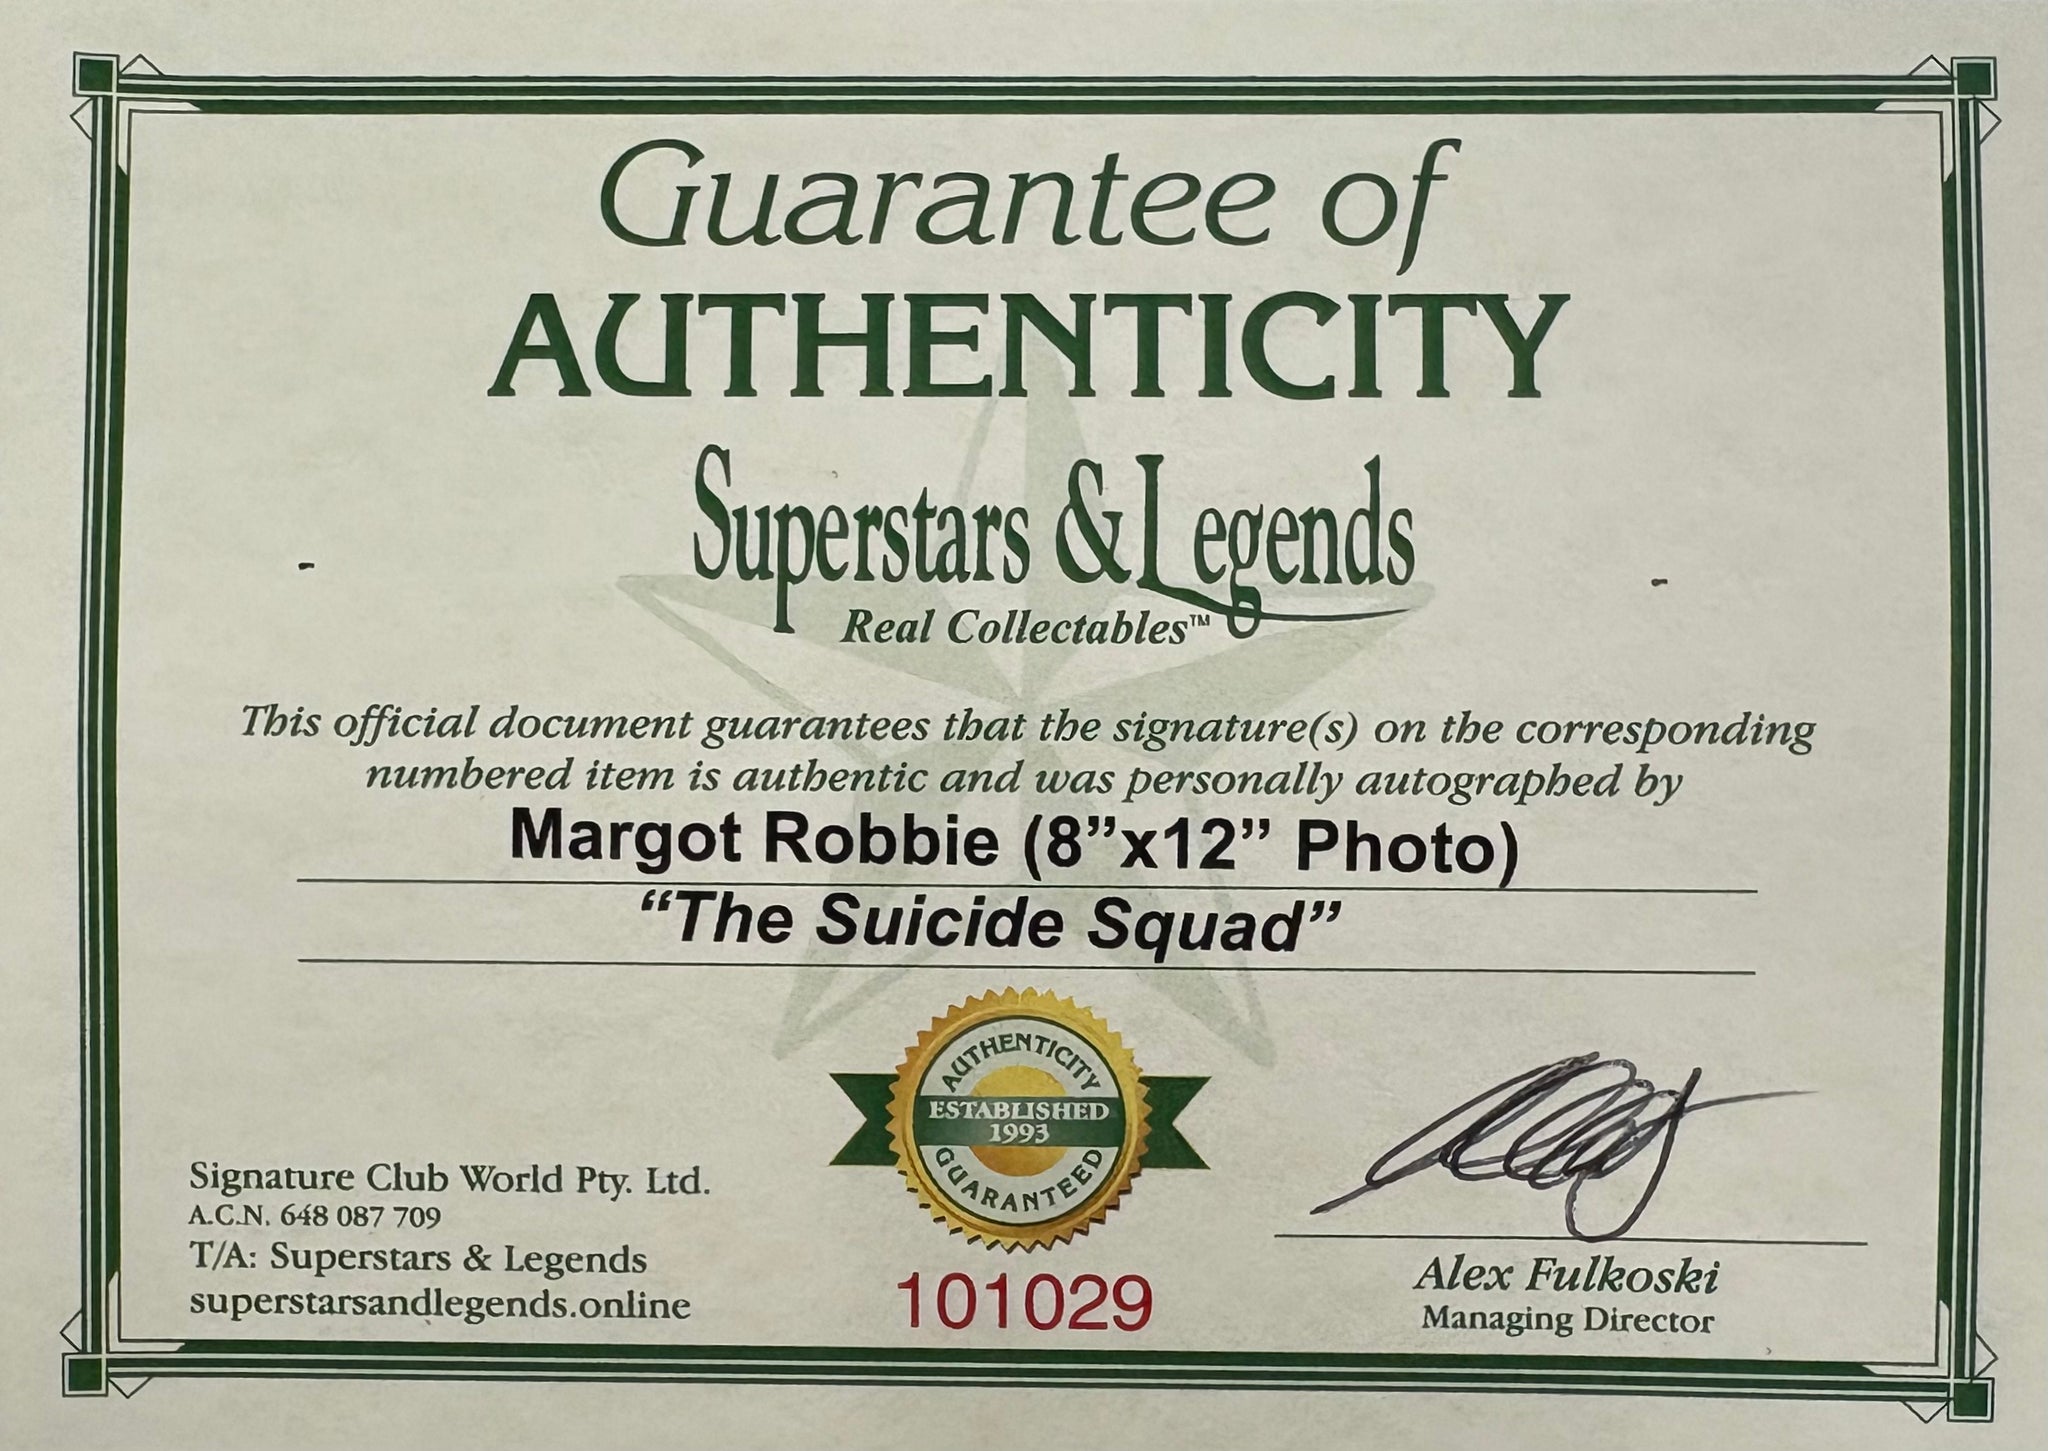 Guarantee of
AUTHENTICITY
Superstars & Legends
Real Collectables™
This official document guarantees that the signature(s) on the corresponding
numbered item is authentic and was personally autographed by
Margot Robbie (8”x12” Photo)
“The Suicide Squad”
AUTHENTICITY
ESTABLISHED
1993
GUARANTEED
101029
Signature Club World Pty. Ltd.
A.C.N. 648 087 709
T/A: Superstars & Legends
superstarsandlegends.online
Alex Fulkoski
Managing Director